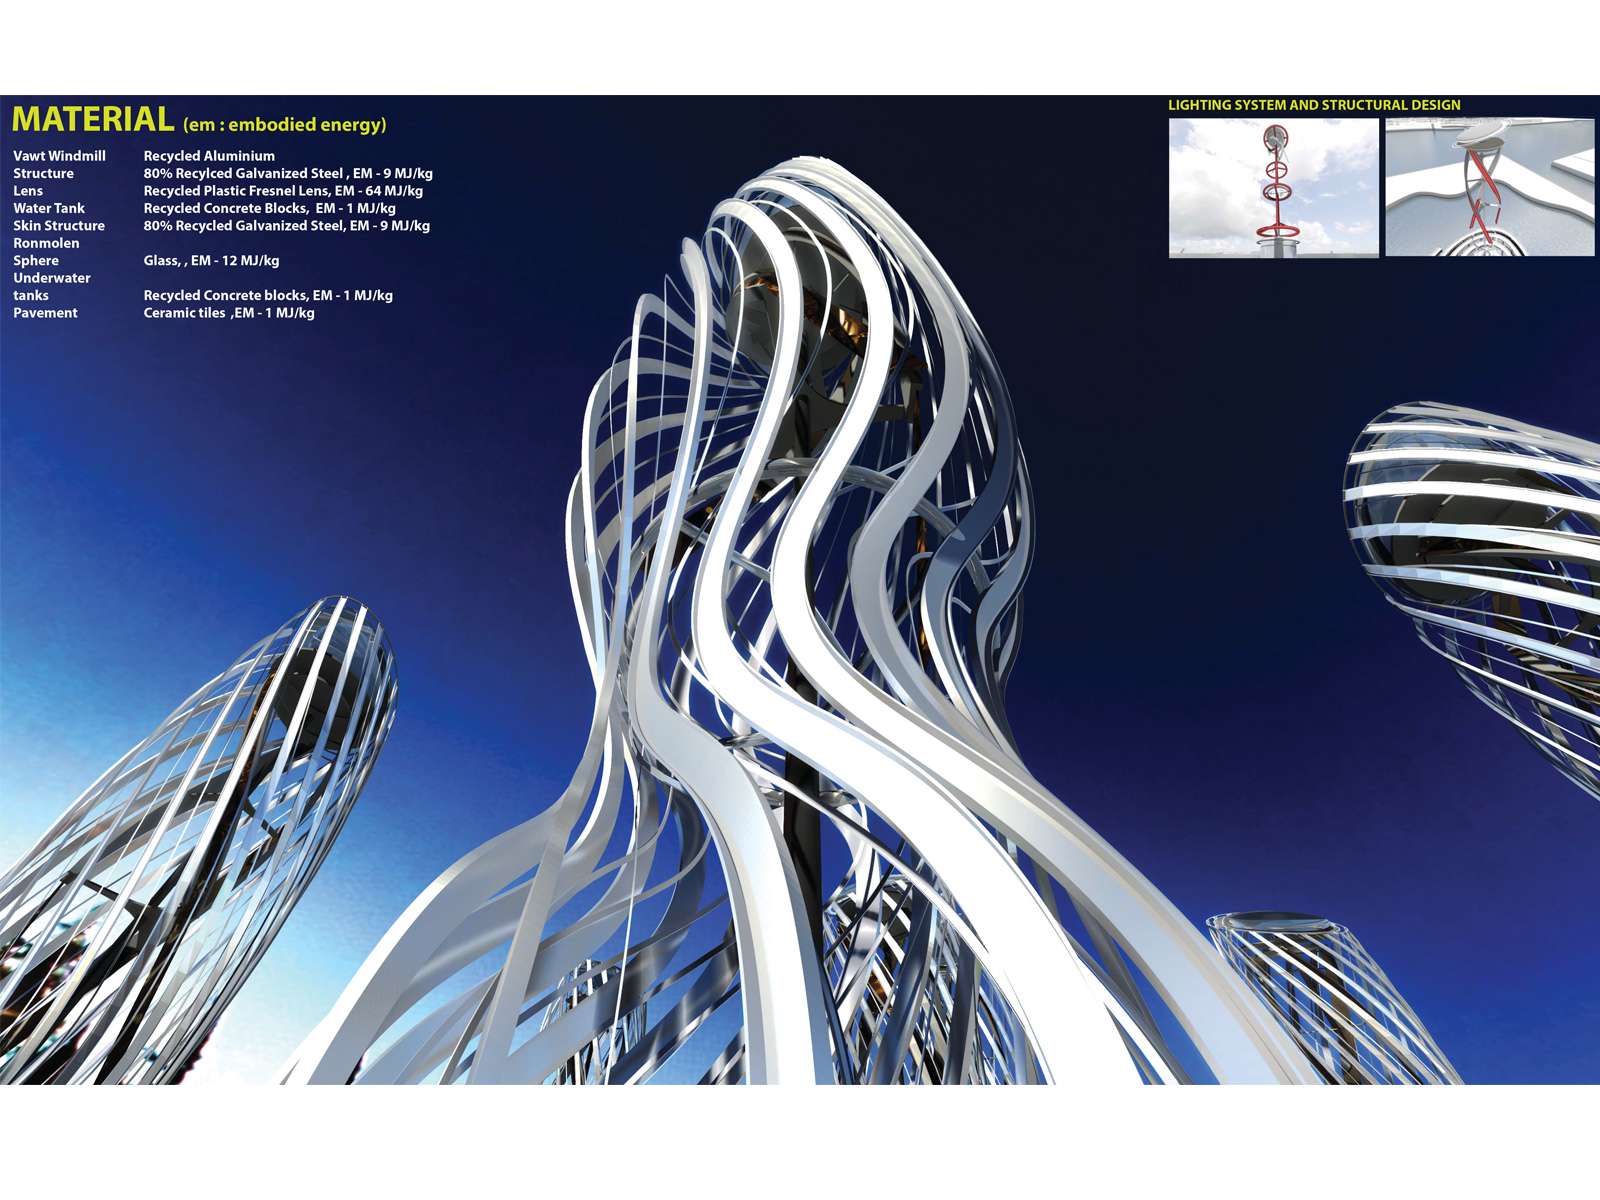 MATERIAL (em : embodied energy)
Vawt Windmill Recycled Aluminium
Structure 80% Recylced Galvanized Steel , EM - 9 MJ/kg
Lens Recycled Plastic Fresnel Lens, EM - 64 MJ/kg
Water Tank Recycled Concrete Blocks, EM - 1 MJ/kg
Skin Structure 80% Recycled Galvanized Steel, EM - 9 MJ/kg
Ronmolen
Sphere Glass, , EM - 12 MJ/kg
Underwater
tanks Recycled Concrete blocks, EM - 1 MJ/kg
Pavement Ceramic tiles ,EM - 1 MJ/kg
LIGHTING SYSTEM AND STRUCTURAL DESIGN